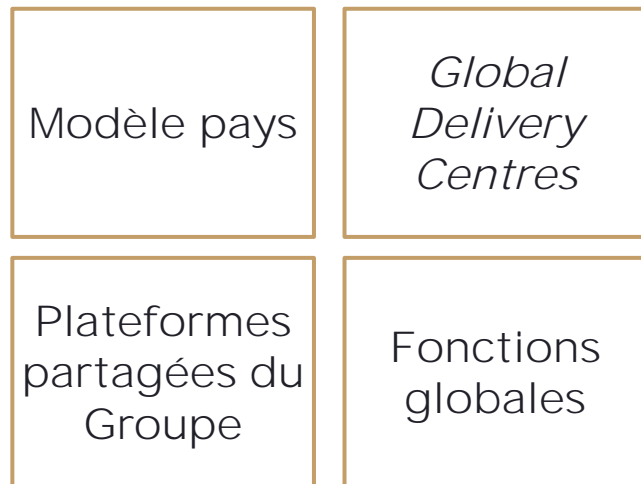 Modèle pays
Global
Delivery
Centres
Plateformes
partagées du
Groupe
Fonctions
globales